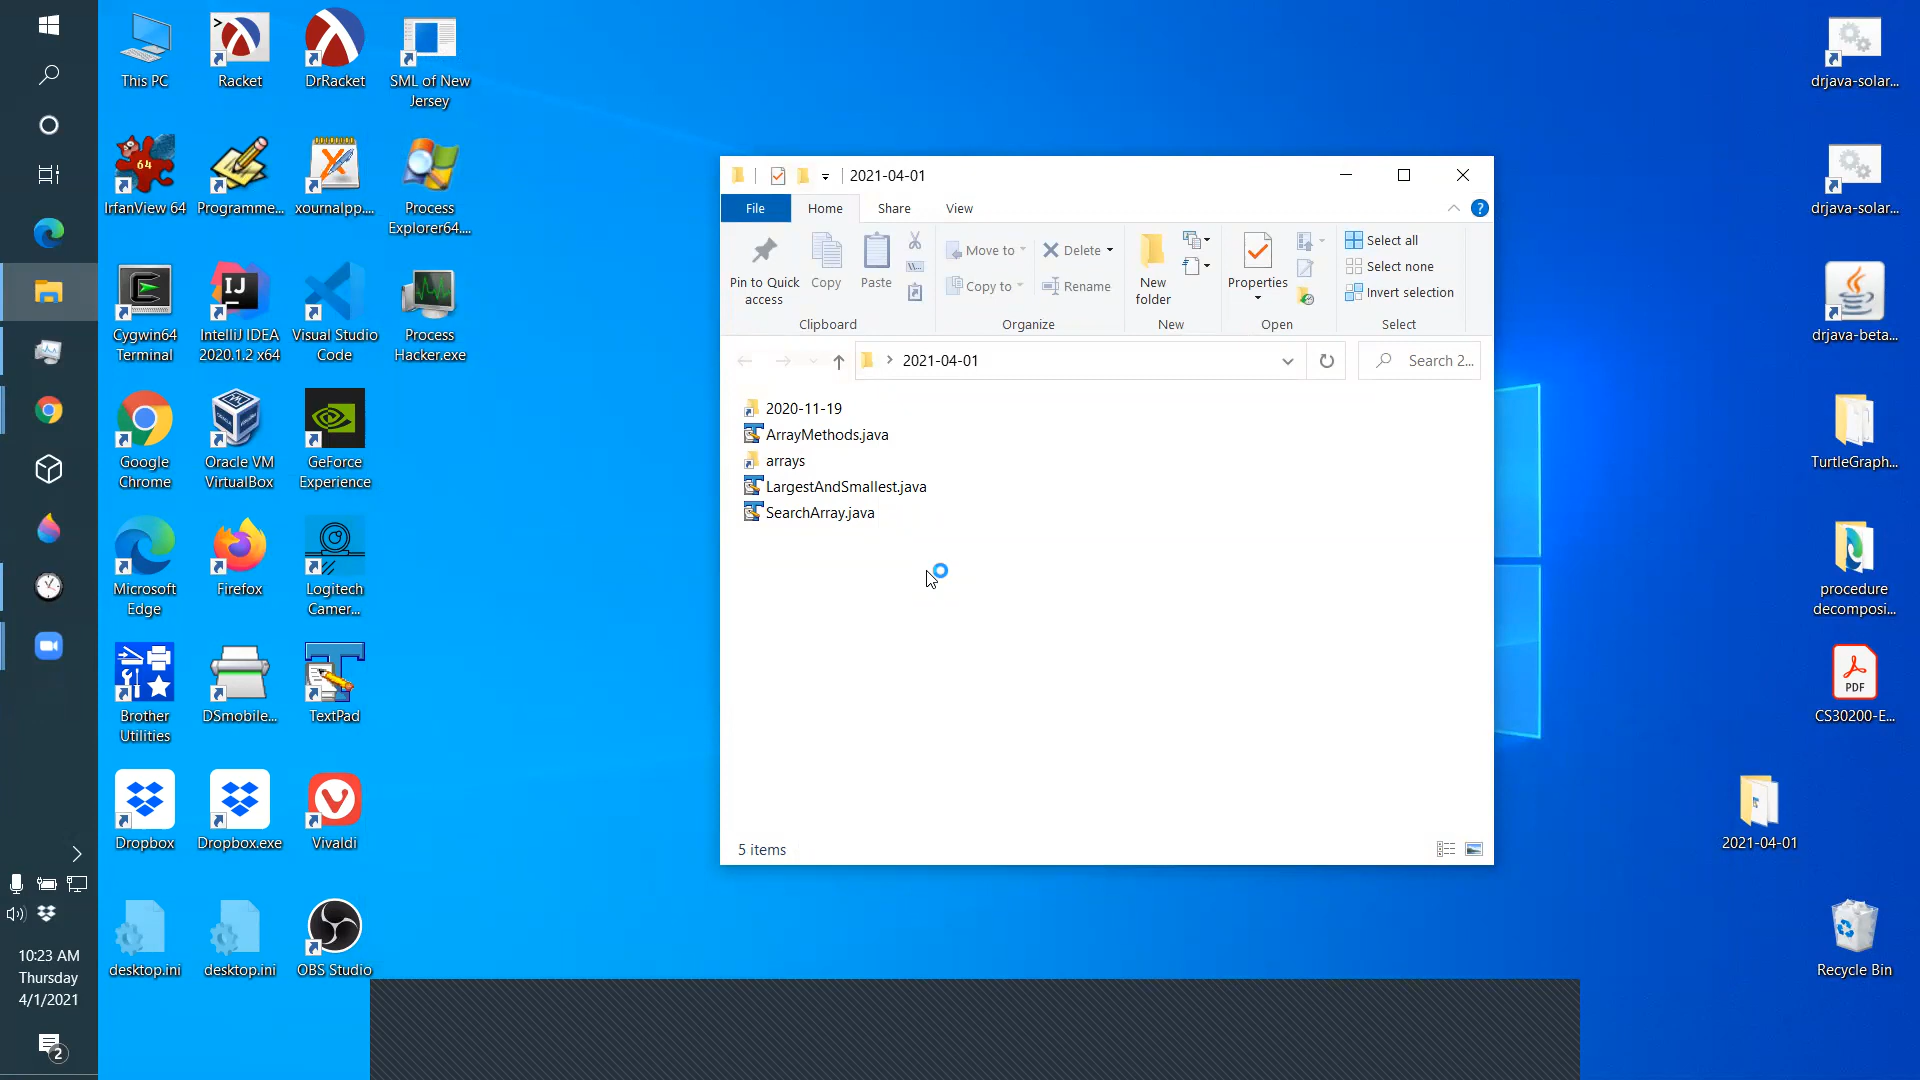 This PC
Racket
DrRacket
SML of New
Jersey
64
IrfanView 64
Programme...
xournalpp....
Process
Explorer64....
Cygwin64
Terminal
IJ
IntelliJ IDEA
2020.1.2 x64
Visual Studio
Code
Process
Hacker.exe
Google
Chrome
Oracle VM
VirtualBox
GeForce
Experience
Microsoft
Edge
Firefox
Logitech
Camer...
Brother
Utilities
DSmobile...
TextPad
Dropbox
Dropbox.exe
Vivaldi
desktop.ini
desktop.ini
OBS Studio
10:23 AM
Thursday
4/1/2021
2
2021-04-01
File
Home
Share
View
?
Pin to Quick
access
Copy
Paste
Clipboard
Move to
Copy to
Delete
Rename
Organize
New
folder
New
Properties
Open
Select all
Select none
Invert selection
Select
2021-04-01
Search 2...
2020-11-19
ArrayMethods.java
arrays
LargestAndSmallest.java
SearchArray.java
5 items
drjava-solar...
drjava-solar...
drjava-beta...
TurtleGraph...
procedure
decomposi...
PDF
CS30200-E...
2021-04-01
Recycle Bin